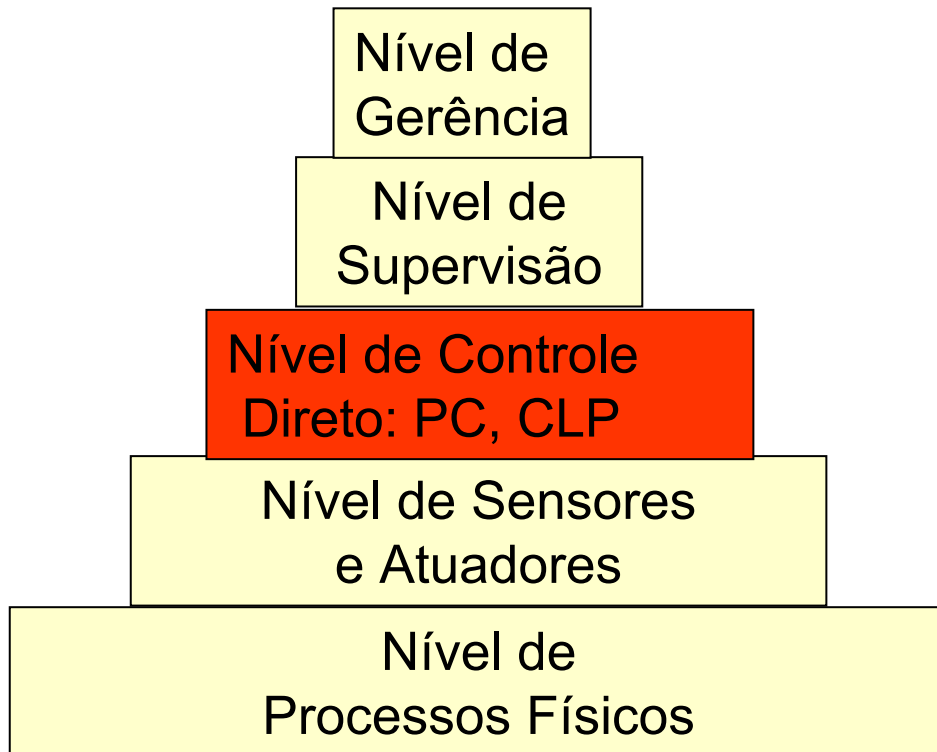 Nível de
Gerência
Nível de
Supervisão
Nível de Controle
Direto: PC, CLP
Nível de Sensores
e Atuadores
Nível de
Processos Físicos